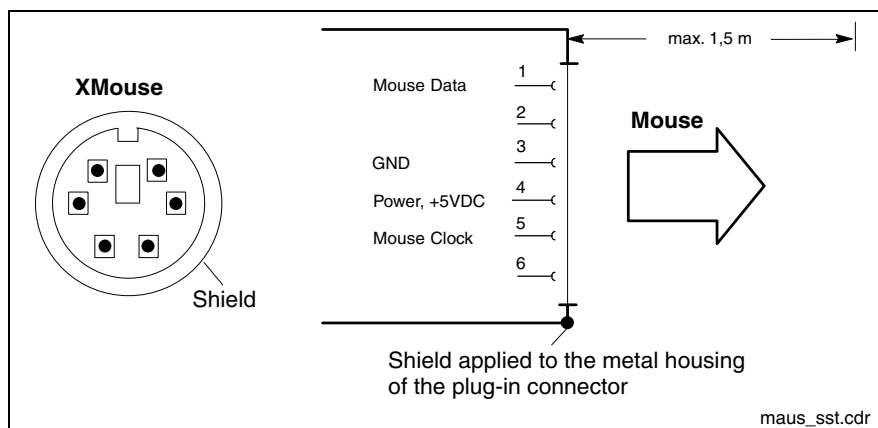 max. 1,5 m
XMouse
Mouse Data
1
2
GND
3
Power, +5VDC
4
Mouse Clock
5
6
Mouse
Shield
Shield applied to the metal housing
of the plug-in connector
maus_sst.cdr